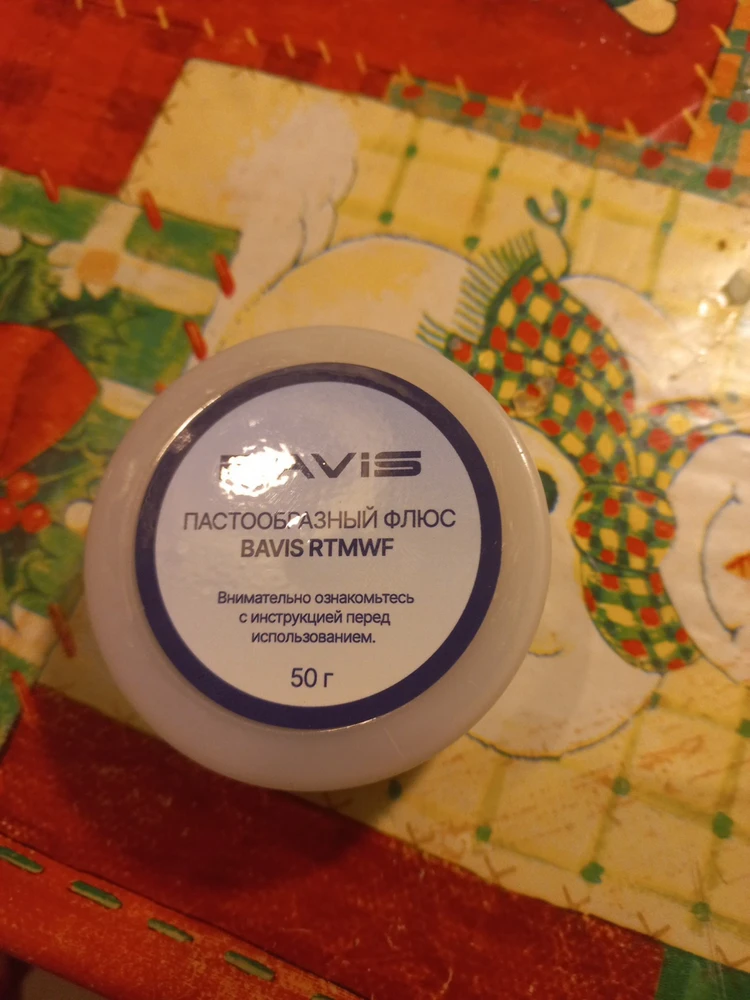 BAViS
ПАСТООБРАЗНЫЙ ФЛЮС
BAVIS RTMWF
Внимательно ознакомьтесь
с инструкцией перед
использованием.
50 г